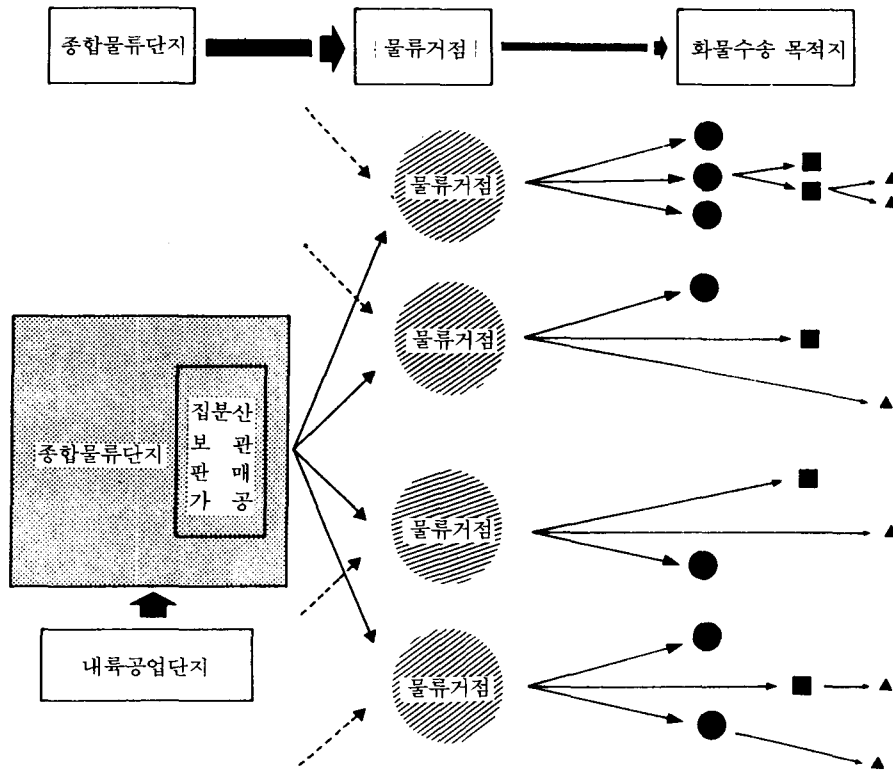 종합물류단지
물류거점
화물수송 목적지
물류거점
물류거점
집분산
보 관
판 매
가 공
종합물류단지
물류거점
내륙공업단지
물류거점